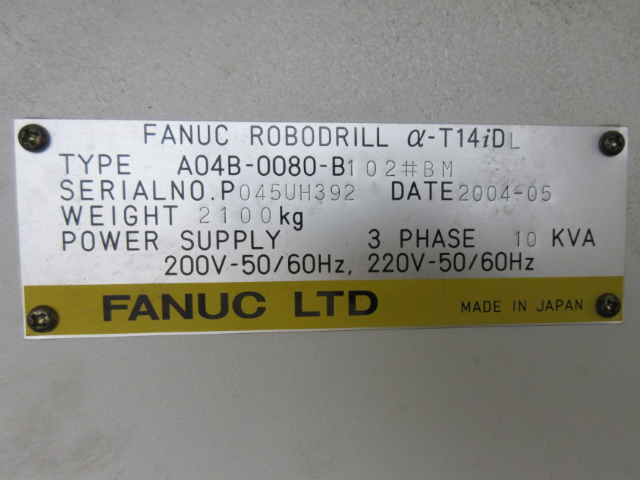 FANUC ROBODRILL α-T14iDL
TYPE A04B-0080-B102#BM
SERIALNO.P045UH392 DATE2004-05
WEIGHT 2100kg
POWER SUPPLY 3 PHASE 10 KVA
200V-50/60Hz, 220V-50/60Hz
FANUC LTD MADE IN JAPAN